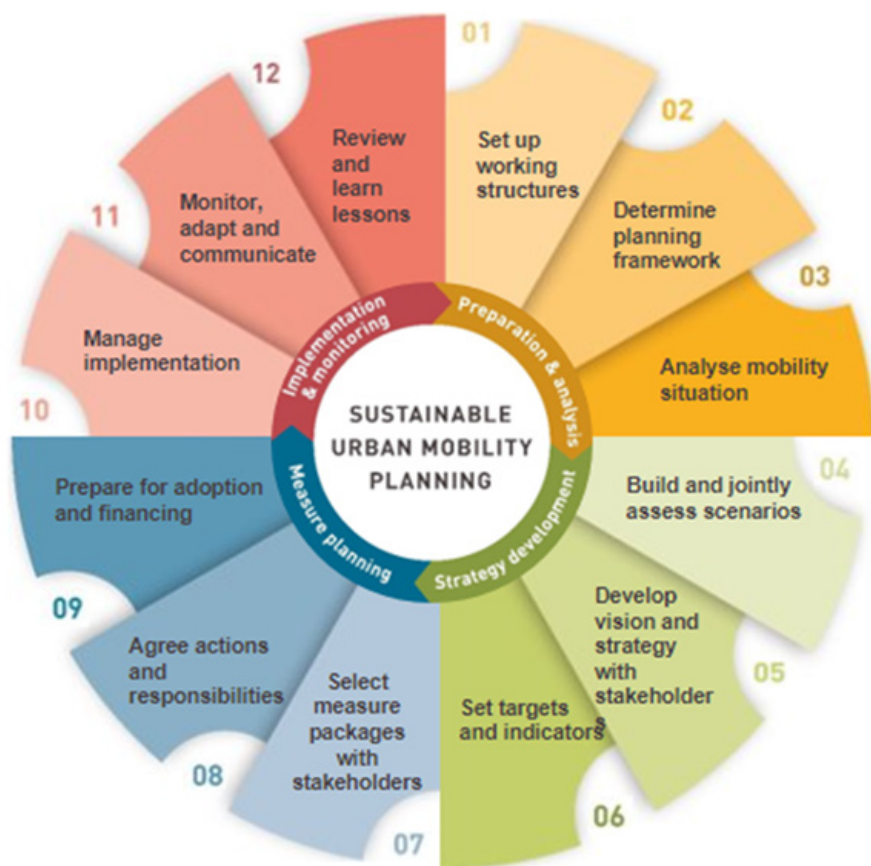 01
Set up
working
structures
02
Determine
planning
framework
03
Analyse mobility
situation
04
Build and jointly
assess scenarios
05
Develop
vision and
strategy
with
stakeholder
s
06
Set targets
and indicators
07
Select
measure
packages
with
stakeholders
08
Agree actions
and
responsibilities
09
Prepare for adoption
and financing
10
Manage
implementation
11
Monitor,
adapt and
communicate
12
Review
and
learn
lessons
Preparation & analysis
Strategy development
Measure planning
Implementation
& monitoring
SUSTAINABLE
URBAN MOBILITY
PLANNING